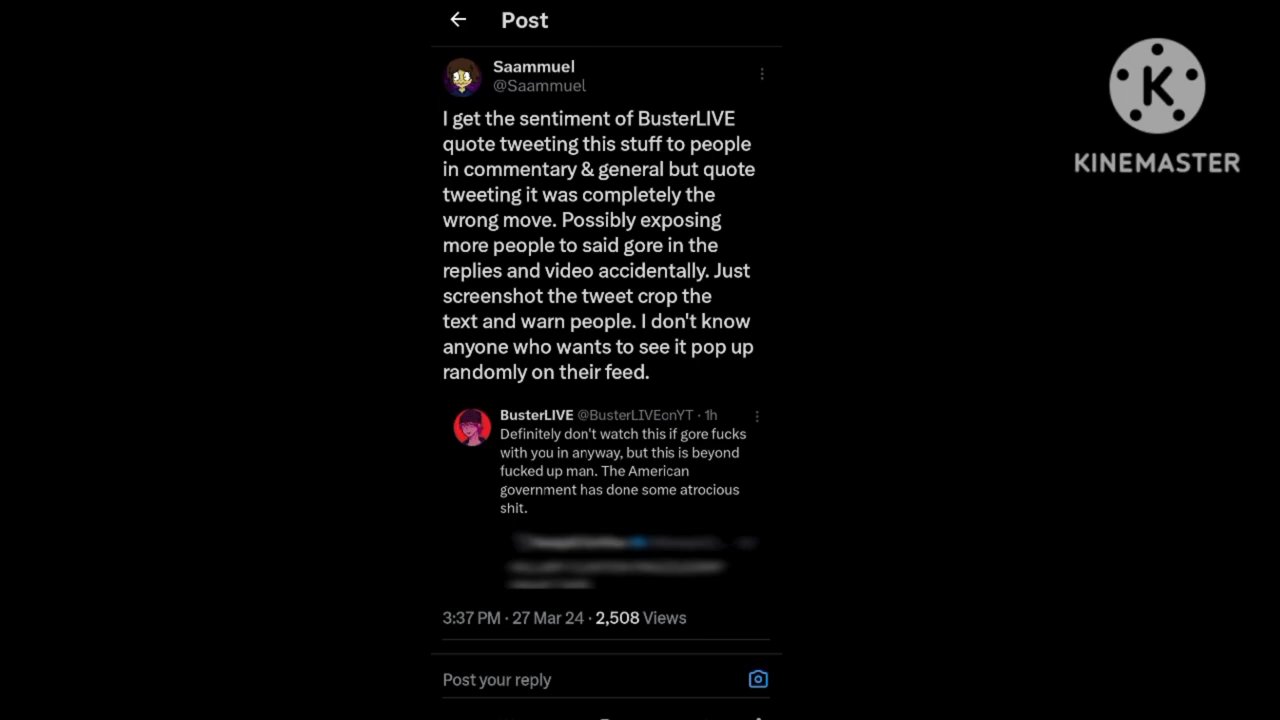 Post
Saammuel
@Saammuel
I get the sentiment of BusterLIVE
quote tweeting this stuff to people
in commentary & general but quote
tweeting it was completely the
wrong move. Possibly exposing
more people to said gore in the
replies and video accidentally. Just
screenshot the tweet crop the
text and warn people. I don't know
anyone who wants to see it pop up
randomly on their feed.
BusterLIVE @BusterLIVEonYT · 1h
Definitely don't watch this if gore fucks
with you in anyway, but this is beyond
fucked up man. The American
government has done some atrocious
shit.
3:37 PM · 27 Mar 24 · 2,508 Views
Post your reply
K
KINEMASTER